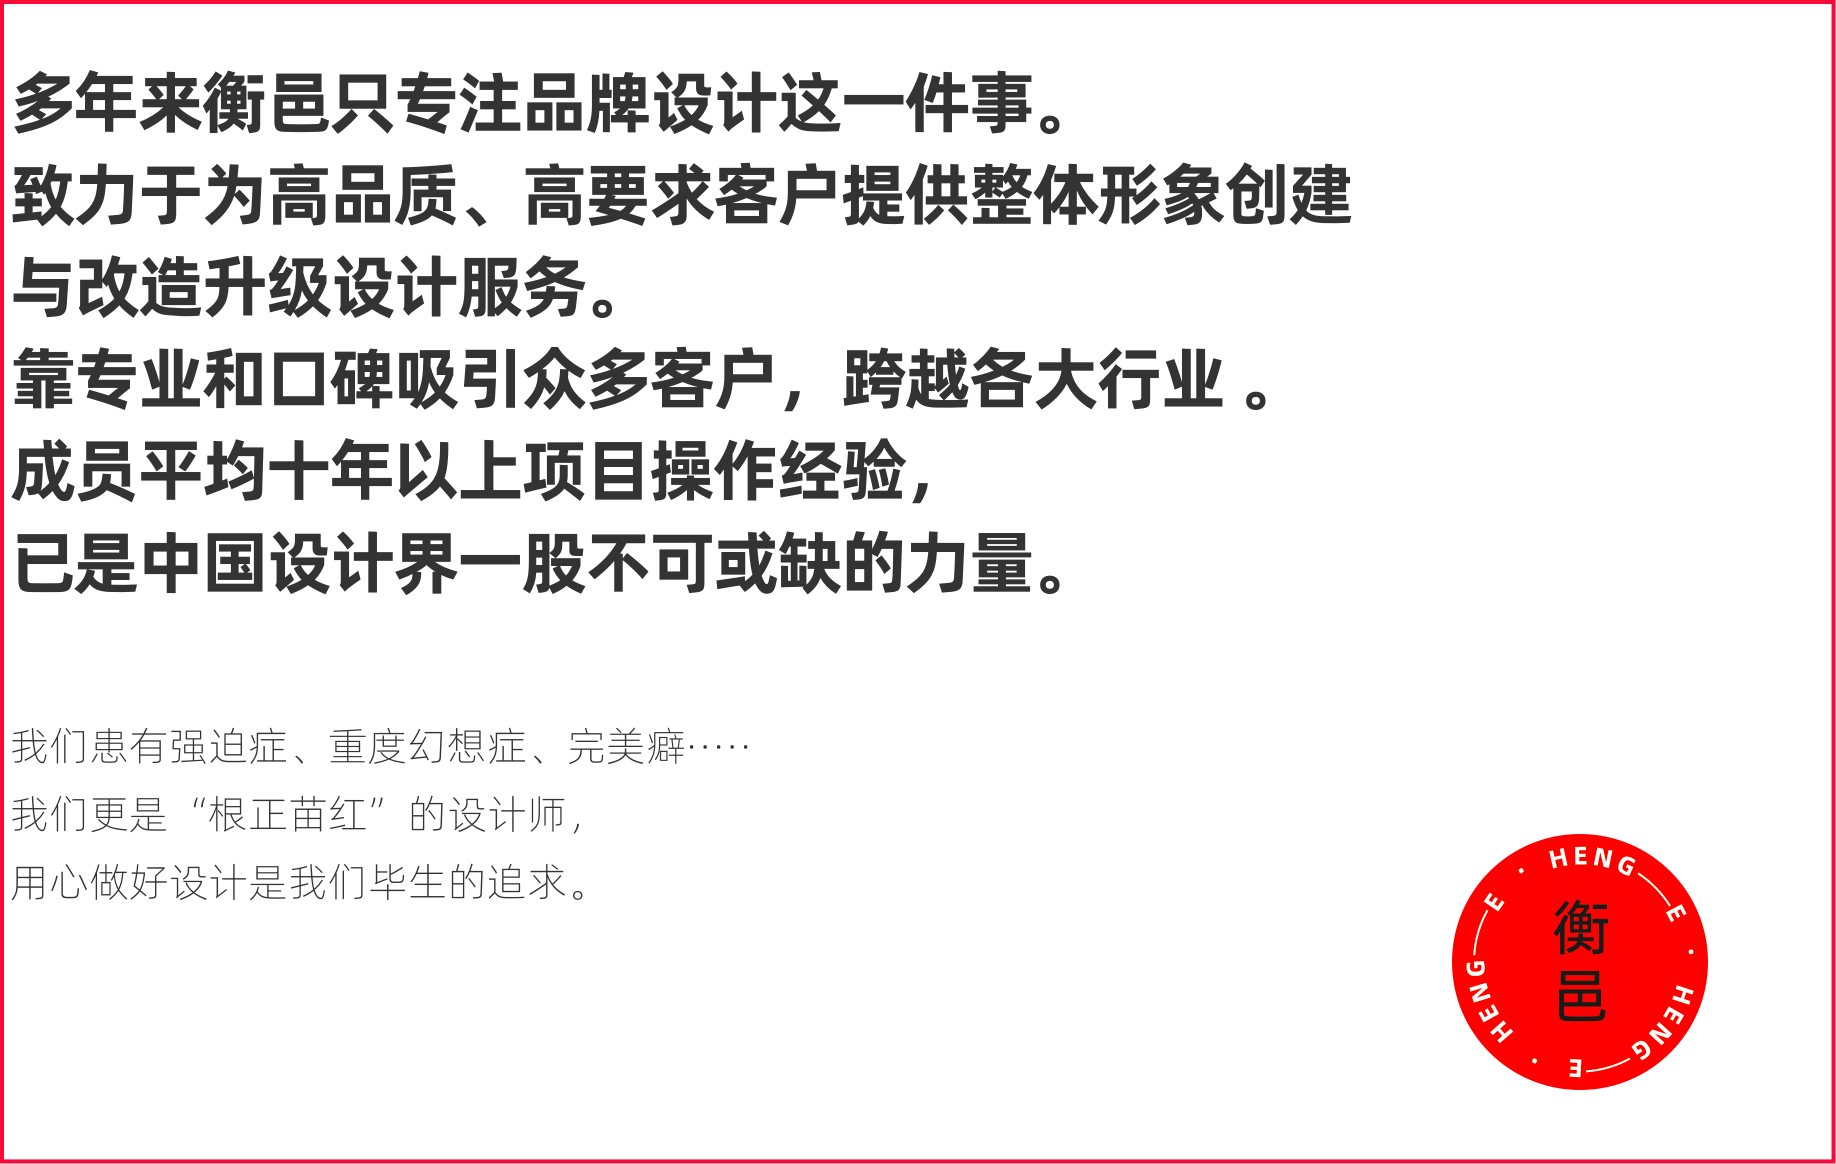 多年来衡邑只专注品牌设计这一件事。
致力于为高品质、高要求客户提供整体形象创建
与改造升级设计服务。
靠专业和口碑吸引众多客户，跨越各大行业 。
成员平均十年以上项目操作经验，
已是中国设计界一股不可或缺的力量。
我们患有强迫症、重度幻想症、完美癖·····
我们更是“根正苗红”的设计师，
用心做好设计是我们毕生的追求。
HENG—E · HENG—E · HENG—E ·
衡
邑